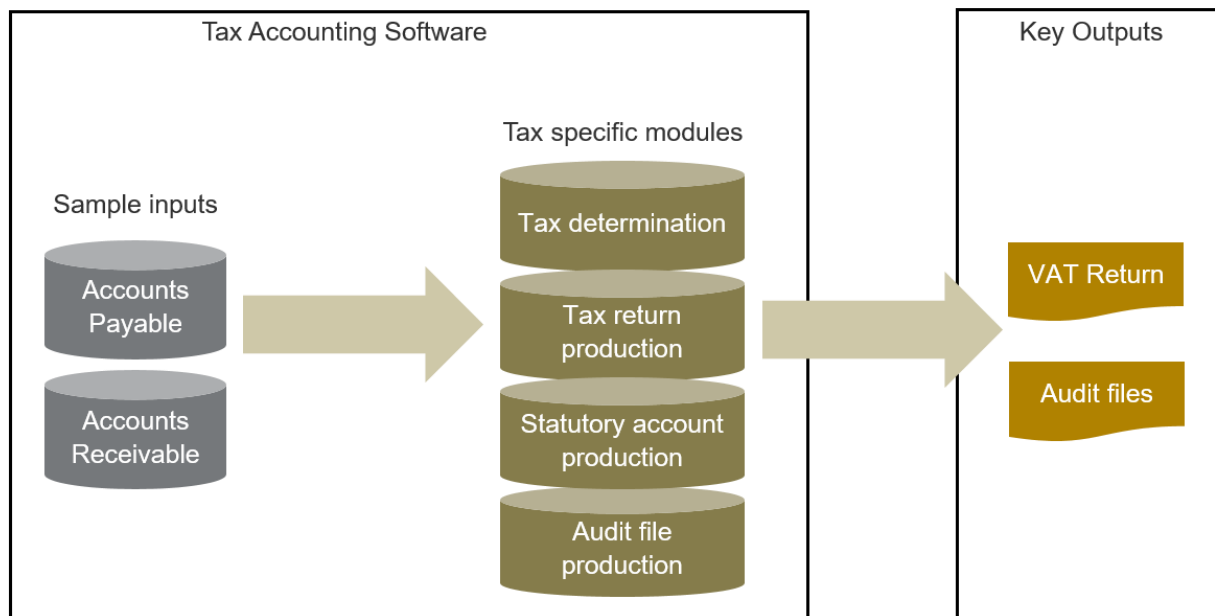 Tax Accounting Software
Key Outputs
Tax specific modules
Sample inputs
Accounts
Payable
Accounts
Receivable
Tax determination
Tax return
production
Statutory account
production
Audit file
production
VAT Return
Audit files